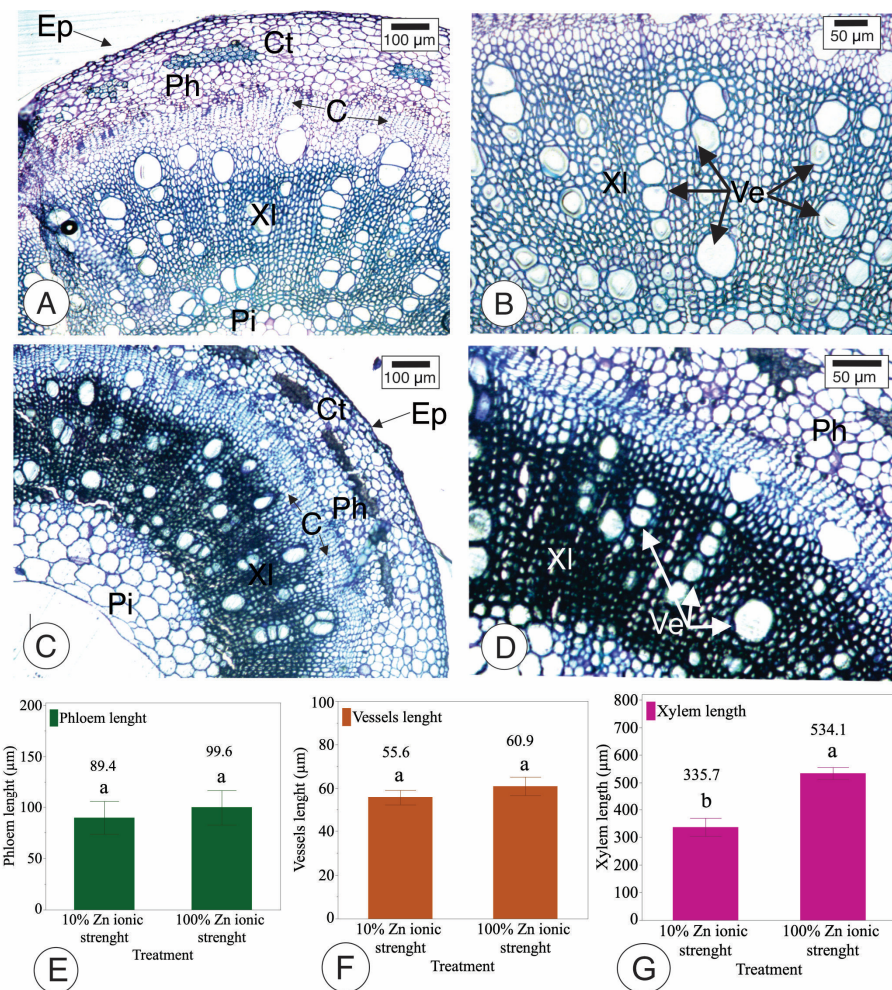 Ep
Ct
100 µm
Ph
C
Xl
Pi
A
50 µm
Xl
Ve
B
100 µm
Ct
Ep
Ph
C
Xl
Pi
C
50 µm
Ph
Xl
Ve
D
Phloem lenght
Phloem lenght (µm)
200
150
100
50
0
89.4
a
99.6
a
10% Zn ionic
strenght
100% Zn ionic
strenght
Treatment
E
Vessels lenght
Vessels lenght (µm)
100
80
60
40
20
0
55.6
a
60.9
a
10% Zn ionic
strenght
100% Zn ionic
strenght
Treatment
F
Xylem length
Xylem length (µm)
800
700
600
500
400
300
200
100
0
335.7
b
534.1
a
10% Zn ionic
strenght
100% Zn ionic
strenght
Treatment
G